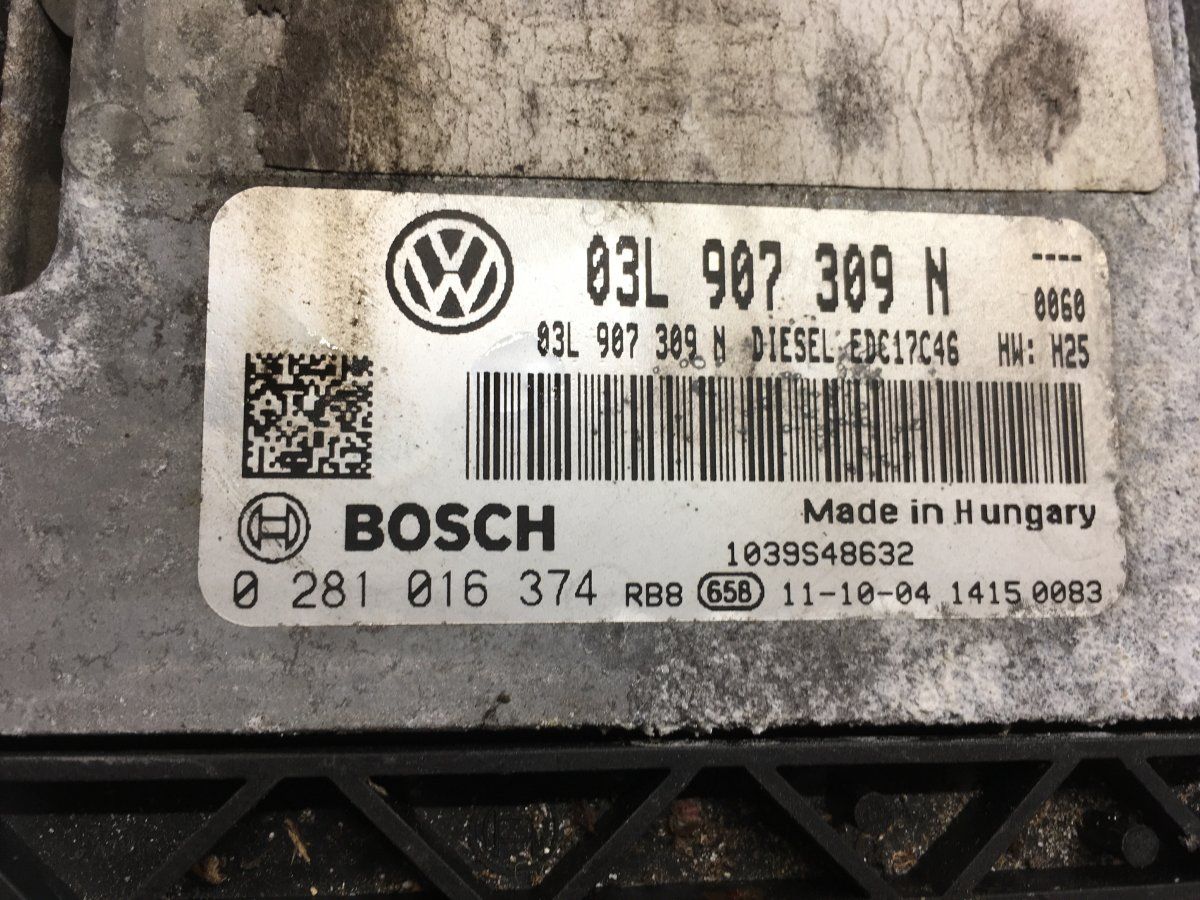 03L 907 309 N ----
0060
03L 907 309 N DIESEL EDC17C46 HW: H25
Made in Hungary
BOSCH
1039S48632
0 281 016 374 RB8 65B 11-10-04 1415 0083